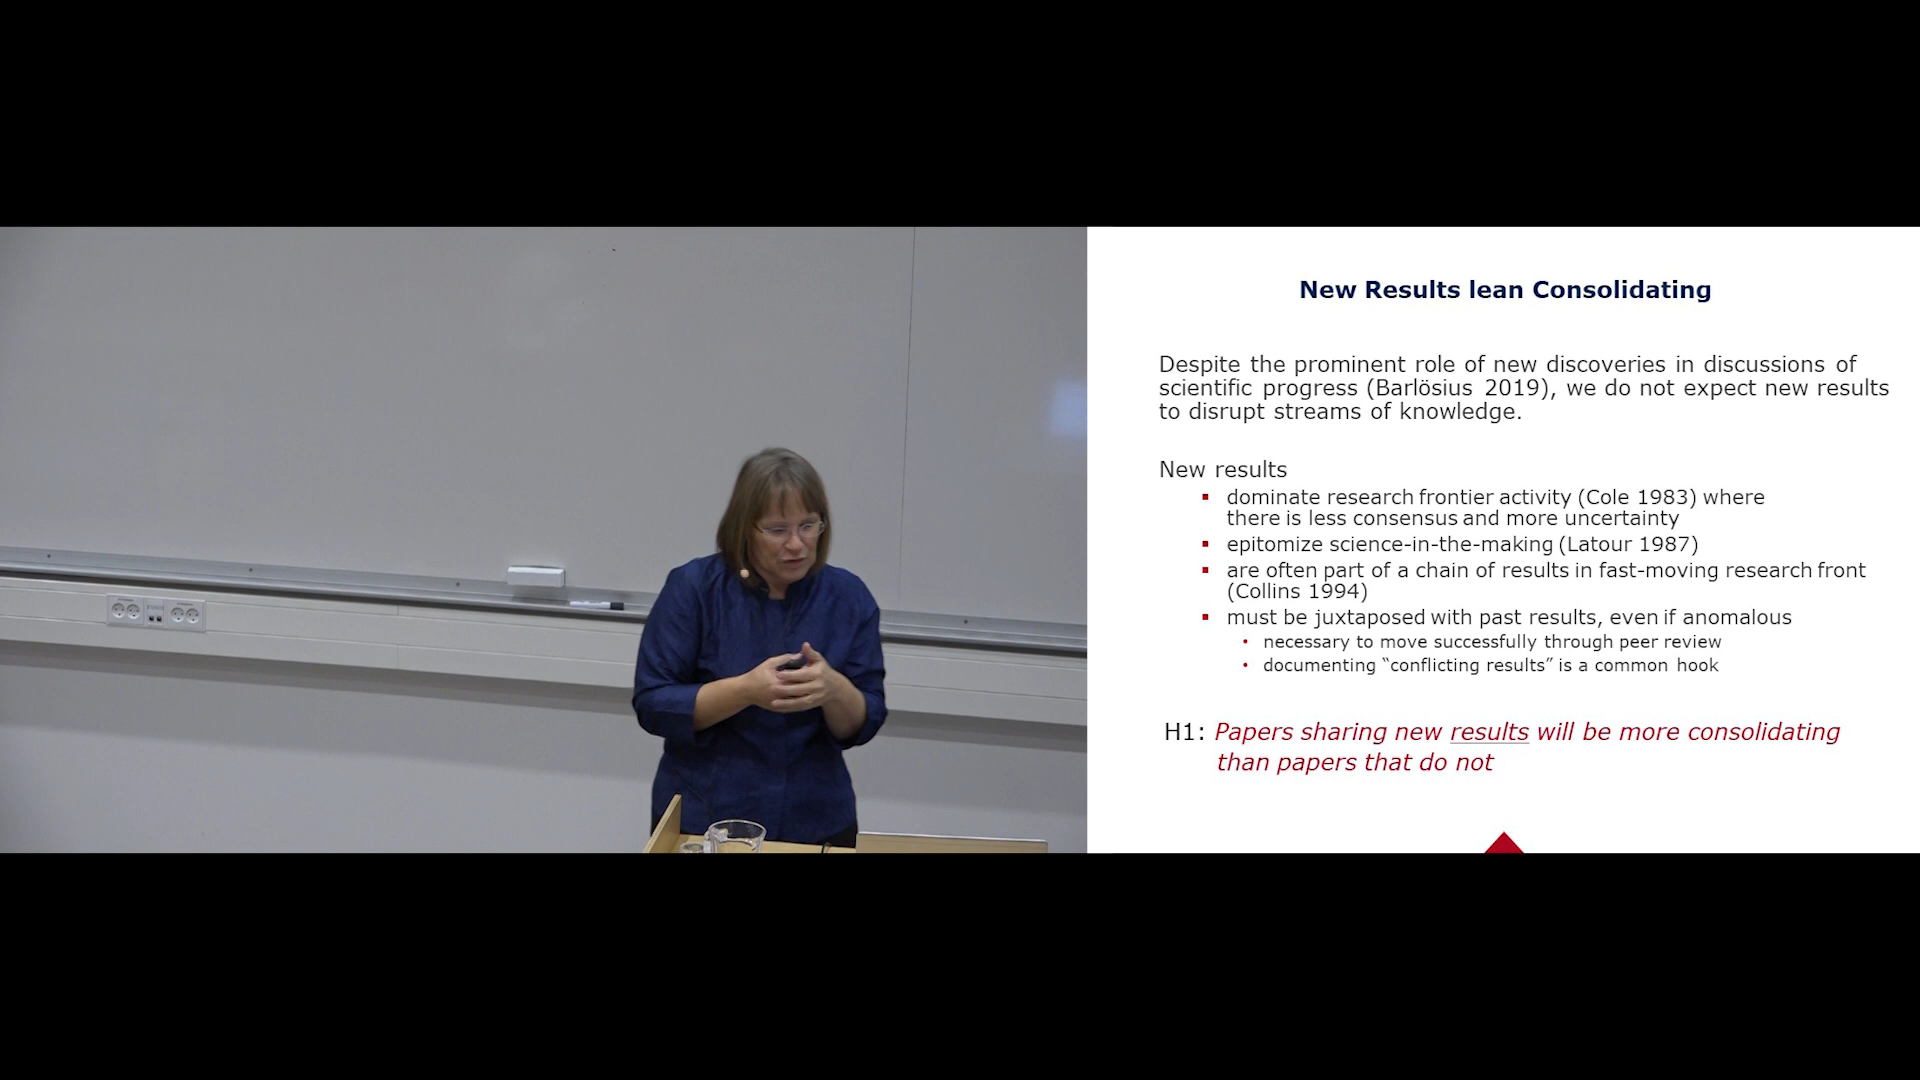 New Results lean Consolidating
Despite the prominent role of new discoveries in discussions of
scientific progress (Barlösius 2019), we do not expect new results
to disrupt streams of knowledge.
New results
▪ dominate research frontier activity (Cole 1983) where
there is less consensus and more uncertainty
▪ epitomize science-in-the-making (Latour 1987)
▪ are often part of a chain of results in fast-moving research front
(Collins 1994)
▪ must be juxtaposed with past results, even if anomalous
• necessary to move successfully through peer review
• documenting “conflicting results” is a common hook
H1: Papers sharing new results will be more consolidating
than papers that do not